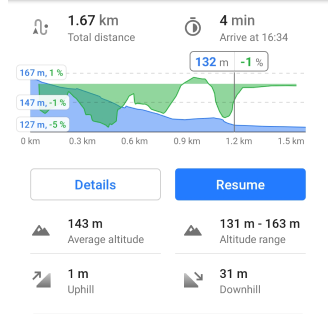 1.67 km
Total distance
4 min
Arrive at 16:34
132 m
-1 %
167 m, 1 %
147 m, -1 %
127 m, -5 %
0 km
0.3 km
0.6 km
0.9 km
1.2 km
1.5 km
Details
Resume
143 m
Average altitude
131 m - 163 m
Altitude range
1 m
Uphill
31 m
Downhill